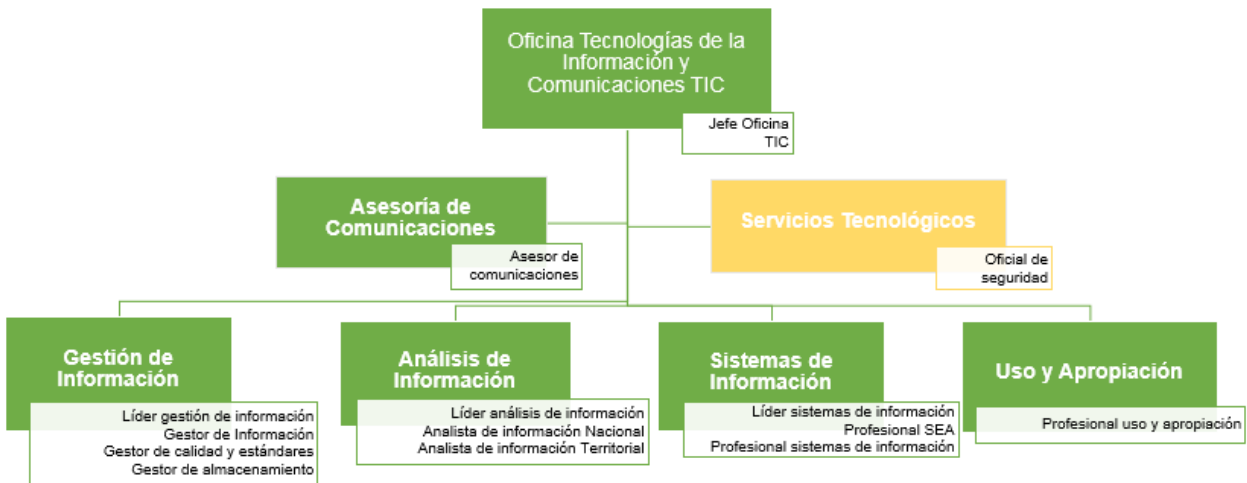 Oficina Tecnologías de la
Información y
Comunicaciones TIC
Jefe Oficina
TIC
Asesoría de
Comunicaciones
Asesor de
comunicaciones
Servicios Tecnológicos
Oficial de
seguridad
Gestión de
Información
Líder gestión de información
Gestor de Información
Gestor de calidad y estándares
Gestor de almacenamiento
Análisis de
Información
Líder análisis de información
Analista de información Nacional
Analista de información Territorial
Sistemas de
Información
Líder sistemas de información
Profesional SEA
Profesional sistemas de información
Uso y Apropiación
Profesional uso y apropiación